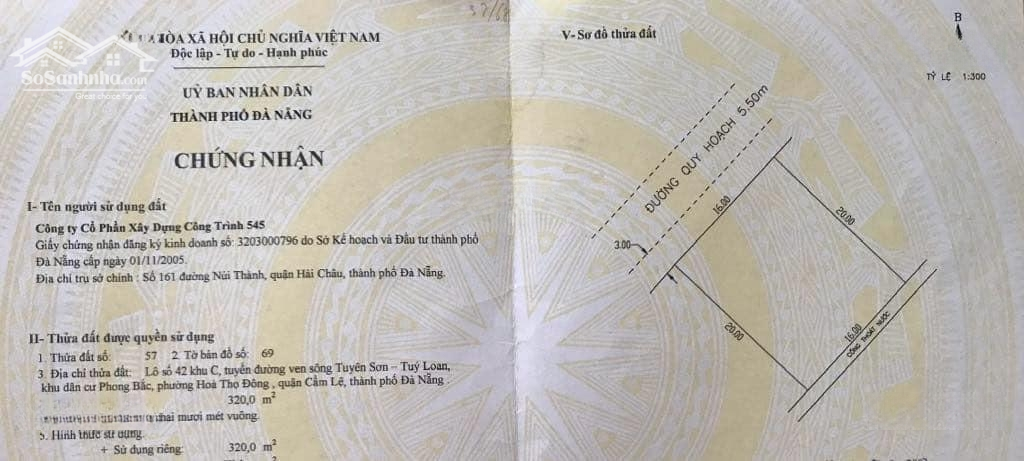 HÒA XÃ HỘI CHỦ NGHĨA VIỆT NAM
Độc lập - Tự do - Hạnh phúc
SoSanhnha.com
UỶ BAN NHÂN DÂN
THÀNH PHỐ ĐÀ NẴNG
CHỨNG NHẬN
I- Tên người sử dụng đất
Công ty Cổ Phần Xây Dựng Công Trình 545
Giấy chứng nhận đăng ký kinh doanh số: 3203000796 do Sở Kế hoạch và Đầu tư thành phố
Đà Nẵng cấp ngày 01/11/2005.
Địa chỉ trụ sở chính : Số 161 đường Núi Thành, quận Hải Châu, thành phố Đà Nẵng.
II- Thửa đất được quyền sử dụng
1. Thửa đất số: 57 2. Tờ bản đồ số: 69
3. Địa chỉ thửa đất: Lô số 42 khu C, tuyến đường ven sông Tuyên Sơn – Tuý Loan,
khu dân cư Phong Bắc, phường Hoà Thọ Đông, quận Cẩm Lệ, thành phố Đà Nẵng .
320,0 m²
hai mươi mét vuông.
5. Hình thức sử dụng:
+ Sử dụng riêng: 320,0 m²
V- Sơ đồ thửa đất
B
TỶ LỆ 1:300
ĐƯỜNG QUY HOẠCH 5.50m
3.00
16.00
20.00
20.00
16.00
CỐNG THOÁT NƯỚC